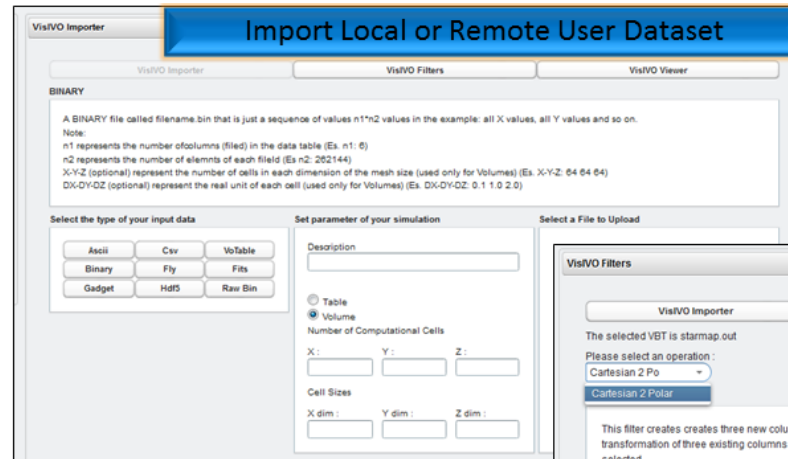 VisIVO Importer
Import Local or Remote User Dataset
VisIVO Importer
VisIVO Filters
VisIVO Viewer
BINARY
A BINARY file called filename.bin that is just a sequence of values n1*n2 values in the example: all X values, all Y values and so on.
Note:
n1 represents the number ofcolumns (filed) in the data table (Es. n1: 6)
n2 represents the number of elemnts of each fileld (Es n2: 262144)
X-Y-Z (optional) represent the number of cells in each dimension of the mesh size (used only for Volumes) (Es. X-Y-Z: 64 64 64)
DX-DY-DZ (optional) represent the real unit of each cell (used only for Volumes) (Es. DX-DY-DZ: 0.1 1.0 2.0)
Select the type of your input data
Ascii Csv VoTable
Binary Fly Fits
Gadget Hdf5 Raw Bin
Set parameter of your simulation
Description
Table
Volume
Number of Computational Cells
X : Y : Z :
Cell Sizes
X dim : Y dim : Z dim :
Select a File to Upload
VisIVO Filters
VisIVO Importer
The selected VBT is starmap.out
Please select an operation :
Cartesian 2 Po
Cartesian 2 Polar
This filter creates creates three new colu
transformation of three existing columns
selected